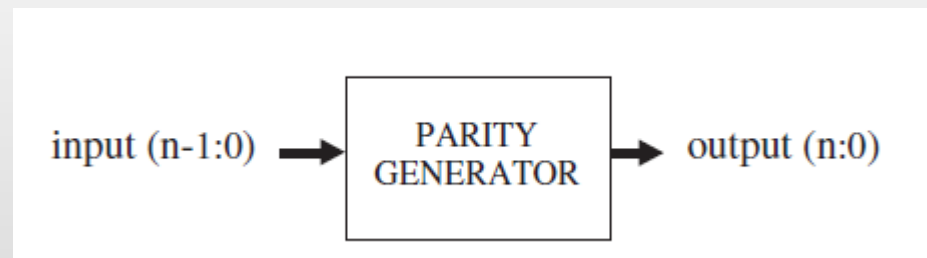 input (n-1:0)
PARITY
GENERATOR
output (n:0)